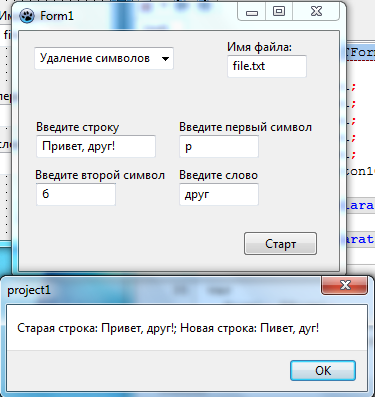 Form1
Удаление символов
Имя файла:
file.txt
Введите строку
Введите первый символ
Привет, друг!
р
Введите второй символ
Введите слово
б
друг
Старт
project1
Старая строка: Привет, друг!; Новая строка: Пивет, дуг!
OK